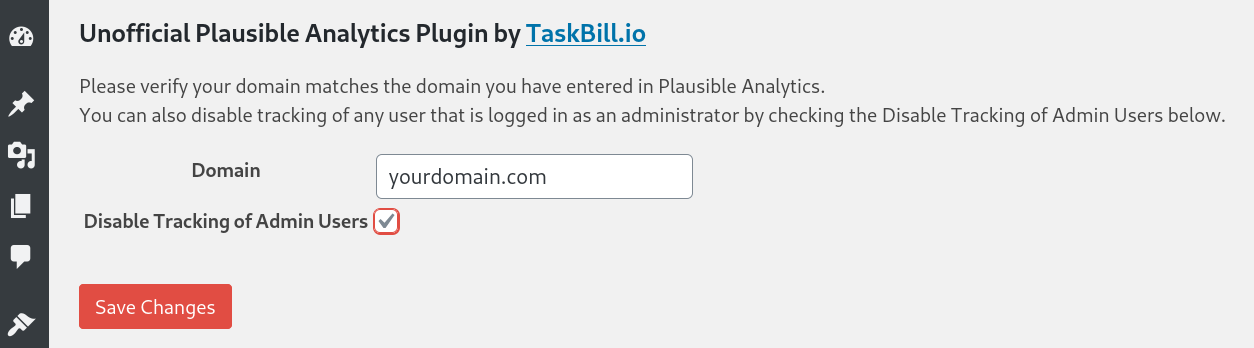 Unofficial Plausible Analytics Plugin by TaskBill.io
Please verify your domain matches the domain you have entered in Plausible Analytics.
You can also disable tracking of any user that is logged in as an administrator by checking the Disable Tracking of Admin Users below.
Domain
yourdomain.com
Disable Tracking of Admin Users
Save Changes